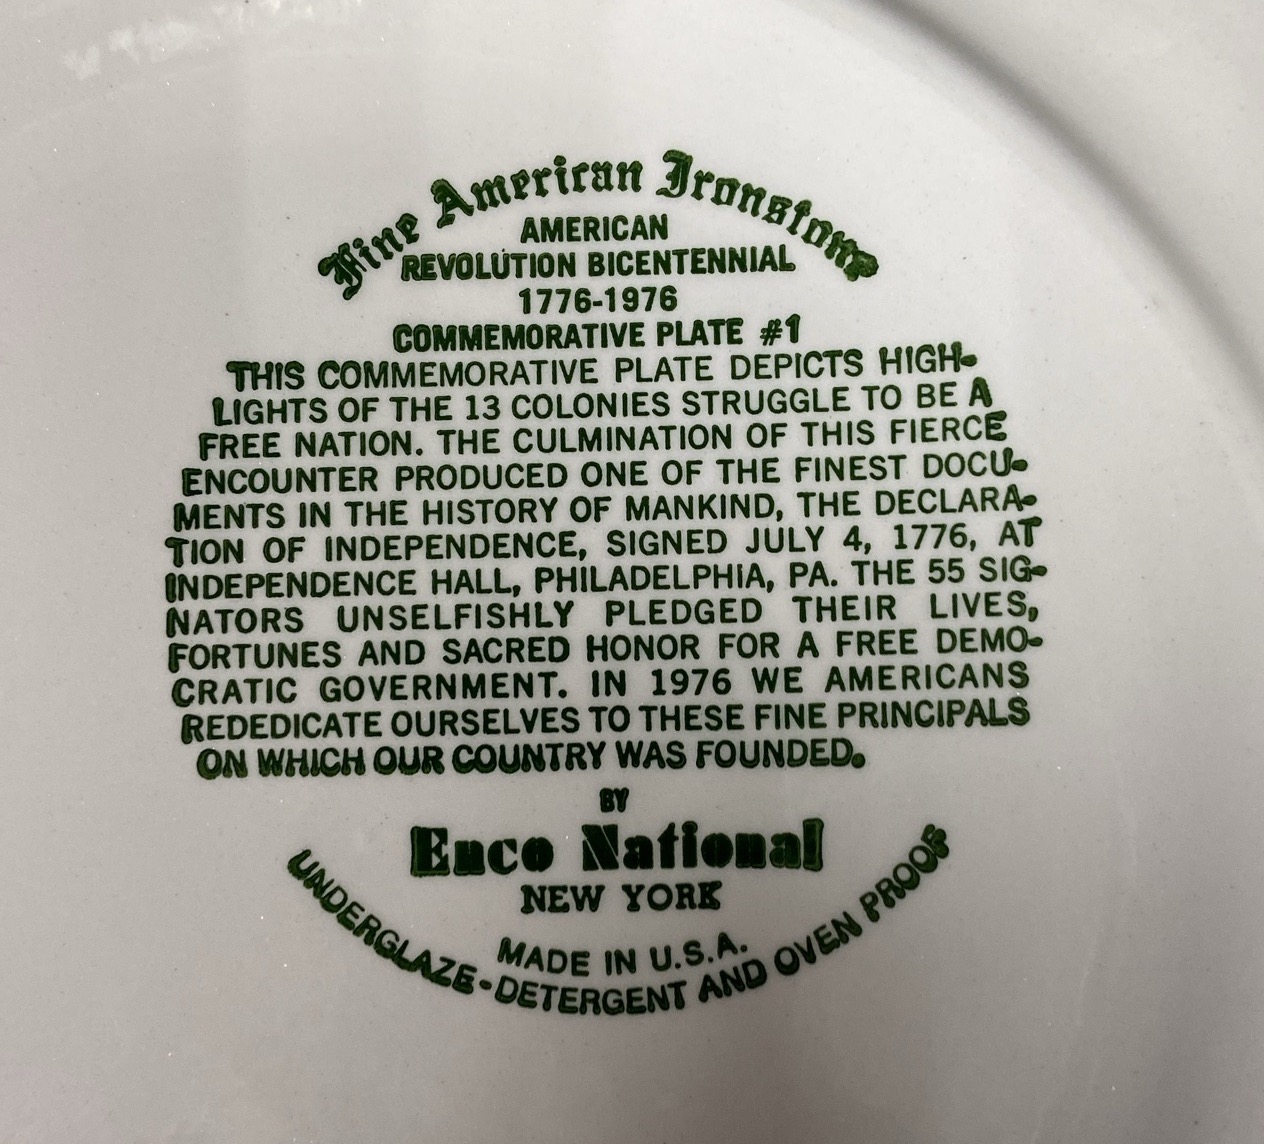 Fine American Ironstone
AMERICAN
REVOLUTION BICENTENNIAL
1776-1976
COMMEMORATIVE PLATE #1
THIS COMMEMORATIVE PLATE DEPICTS HIGH-
LIGHTS OF THE 13 COLONIES STRUGGLE TO BE A
FREE NATION. THE CULMINATION OF THIS FIERCE
ENCOUNTER PRODUCED ONE OF THE FINEST DOCU-
MENTS IN THE HISTORY OF MANKIND, THE DECLARA-
TION OF INDEPENDENCE, SIGNED JULY 4, 1776, AT
INDEPENDENCE HALL, PHILADELPHIA, PA. THE 55 SIG-
NATORS UNSELFISHLY PLEDGED THEIR LIVES,
FORTUNES AND SACRED HONOR FOR A FREE DEMO-
CRATIC GOVERNMENT. IN 1976 WE AMERICANS
REDEDICATE OURSELVES TO THESE FINE PRINCIPALS
ON WHICH OUR COUNTRY WAS FOUNDED.
BY
Enco National
NEW YORK
MADE IN U.S.A.
UNDERGLAZE-DETERGENT AND OVEN PROOF